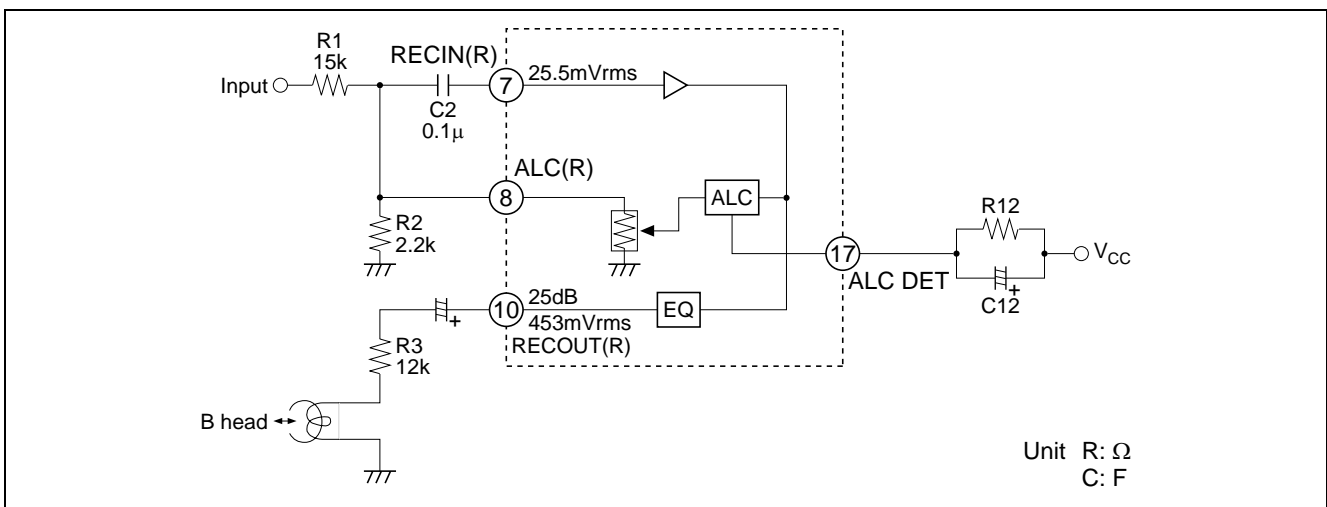 R1
15k
RECIN(R)
Input
7
25.5mVrms
C2
0.1μ
ALC(R)
8
ALC
R2
2.2k
R12
17
VCC
ALC DET
+
C12
10
25dB
EQ
+
453mVrms
RECOUT(R)
R3
12k
B head
Unit R: Ω
C: F